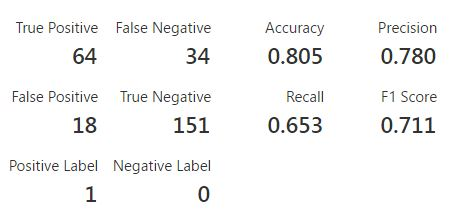 True Positive False Negative Accuracy Precision
64 34 0.805 0.780
False Positive True Negative Recall F1 Score
18 151 0.653 0.711
Positive Label Negative Label
1 0